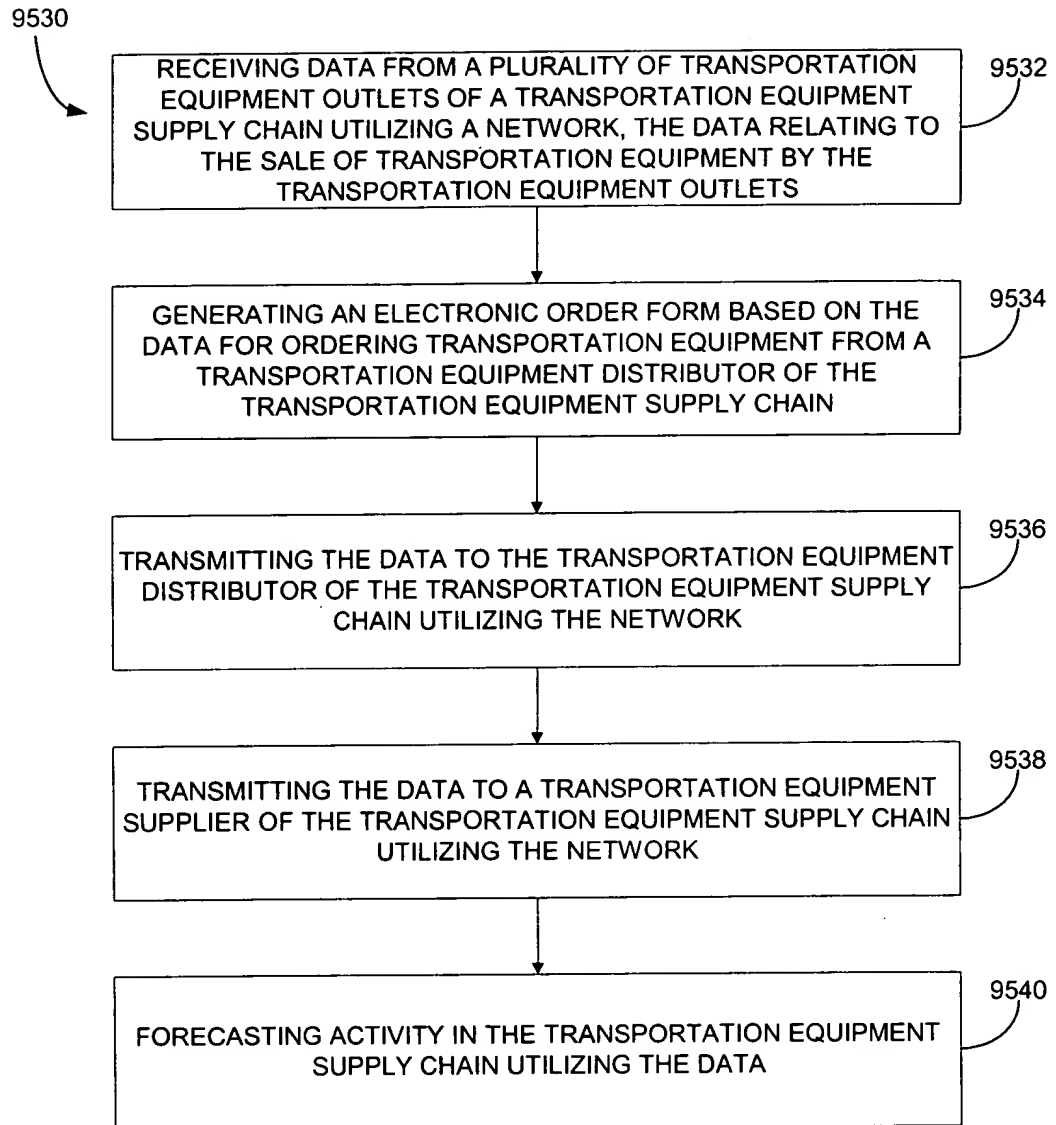 9530
RECEIVING DATA FROM A PLURALITY OF TRANSPORTATION
EQUIPMENT OUTLETS OF A TRANSPORTATION EQUIPMENT
SUPPLY CHAIN UTILIZING A NETWORK, THE DATA RELATING TO
THE SALE OF TRANSPORTATION EQUIPMENT BY THE
TRANSPORTATION EQUIPMENT OUTLETS
9532
GENERATING AN ELECTRONIC ORDER FORM BASED ON THE
DATA FOR ORDERING TRANSPORTATION EQUIPMENT FROM A
TRANSPORTATION EQUIPMENT DISTRIBUTOR OF THE
TRANSPORTATION EQUIPMENT SUPPLY CHAIN
9534
TRANSMITTING THE DATA TO THE TRANSPORTATION EQUIPMENT
DISTRIBUTOR OF THE TRANSPORTATION EQUIPMENT SUPPLY
CHAIN UTILIZING THE NETWORK
9536
TRANSMITTING THE DATA TO A TRANSPORTATION EQUIPMENT
SUPPLIER OF THE TRANSPORTATION EQUIPMENT SUPPLY CHAIN
UTILIZING THE NETWORK
9538
FORECASTING ACTIVITY IN THE TRANSPORTATION EQUIPMENT
SUPPLY CHAIN UTILIZING THE DATA
9540